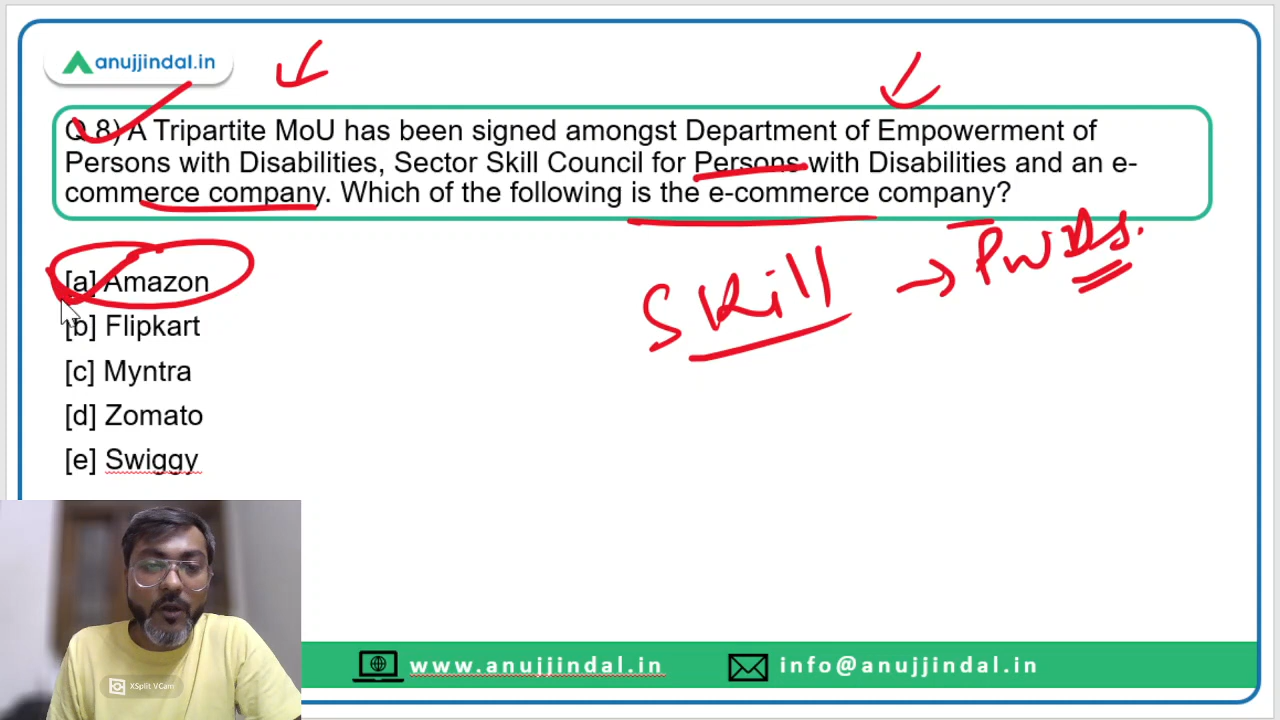 anujjindal.in
Q.8) A Tripartite MoU has been signed amongst Department of Empowerment of
Persons with Disabilities, Sector Skill Council for Persons with Disabilities and an e-
commerce company. Which of the following is the e-commerce company?
Skill → PwDs.
[a] Amazon
[b] Flipkart
[c] Myntra
[d] Zomato
[e] Swiggy
XSplit VCam
www.anujjindal.in
info@anujjindal.in